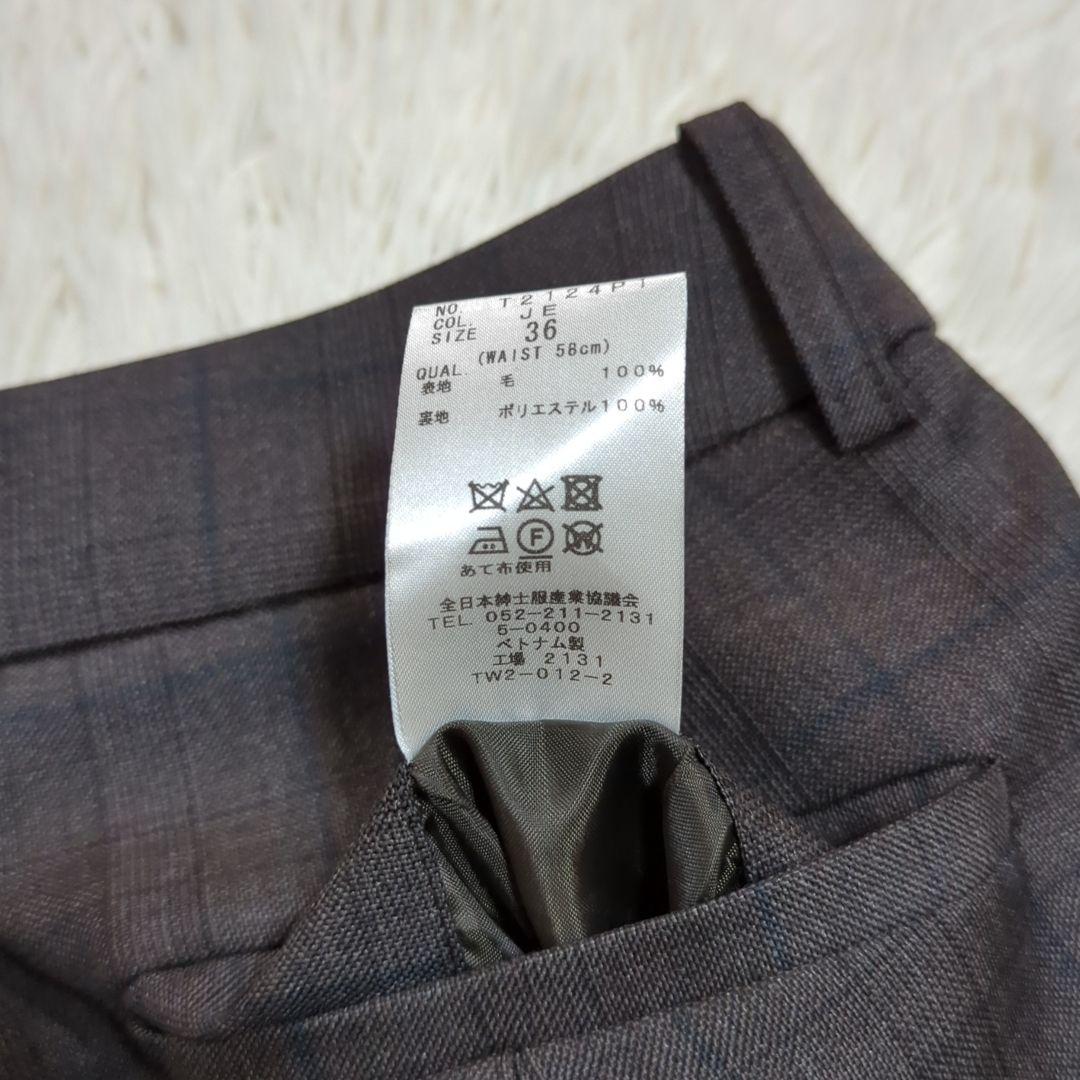 NO. T2124P1
COL. JE
SIZE 36
(WAIST 58cm)
QUAL.
表地 毛 100%
裏地 ポリエステル100%
F W
あて布使用
全日本紳士服産業協議会
TEL. 052-211-2131
5-0400
ベトナム製
工場 2131
TW2-012-2